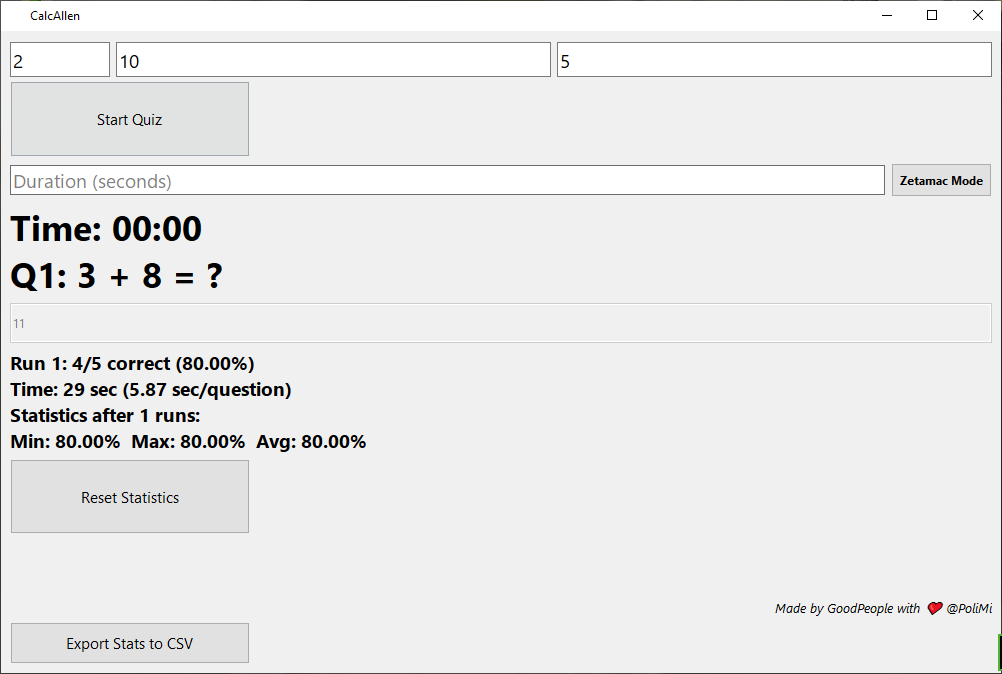 CalcAllen
2 10 5
Start Quiz
Duration (seconds) Zetamac Mode
Time: 00:00
Q1: 3 + 8 = ?
11
Run 1: 4/5 correct (80.00%)
Time: 29 sec (5.87 sec/question)
Statistics after 1 runs:
Min: 80.00% Max: 80.00% Avg: 80.00%
Reset Statistics
Made by GoodPeople with ❤️ @PoliMi
Export Stats to CSV